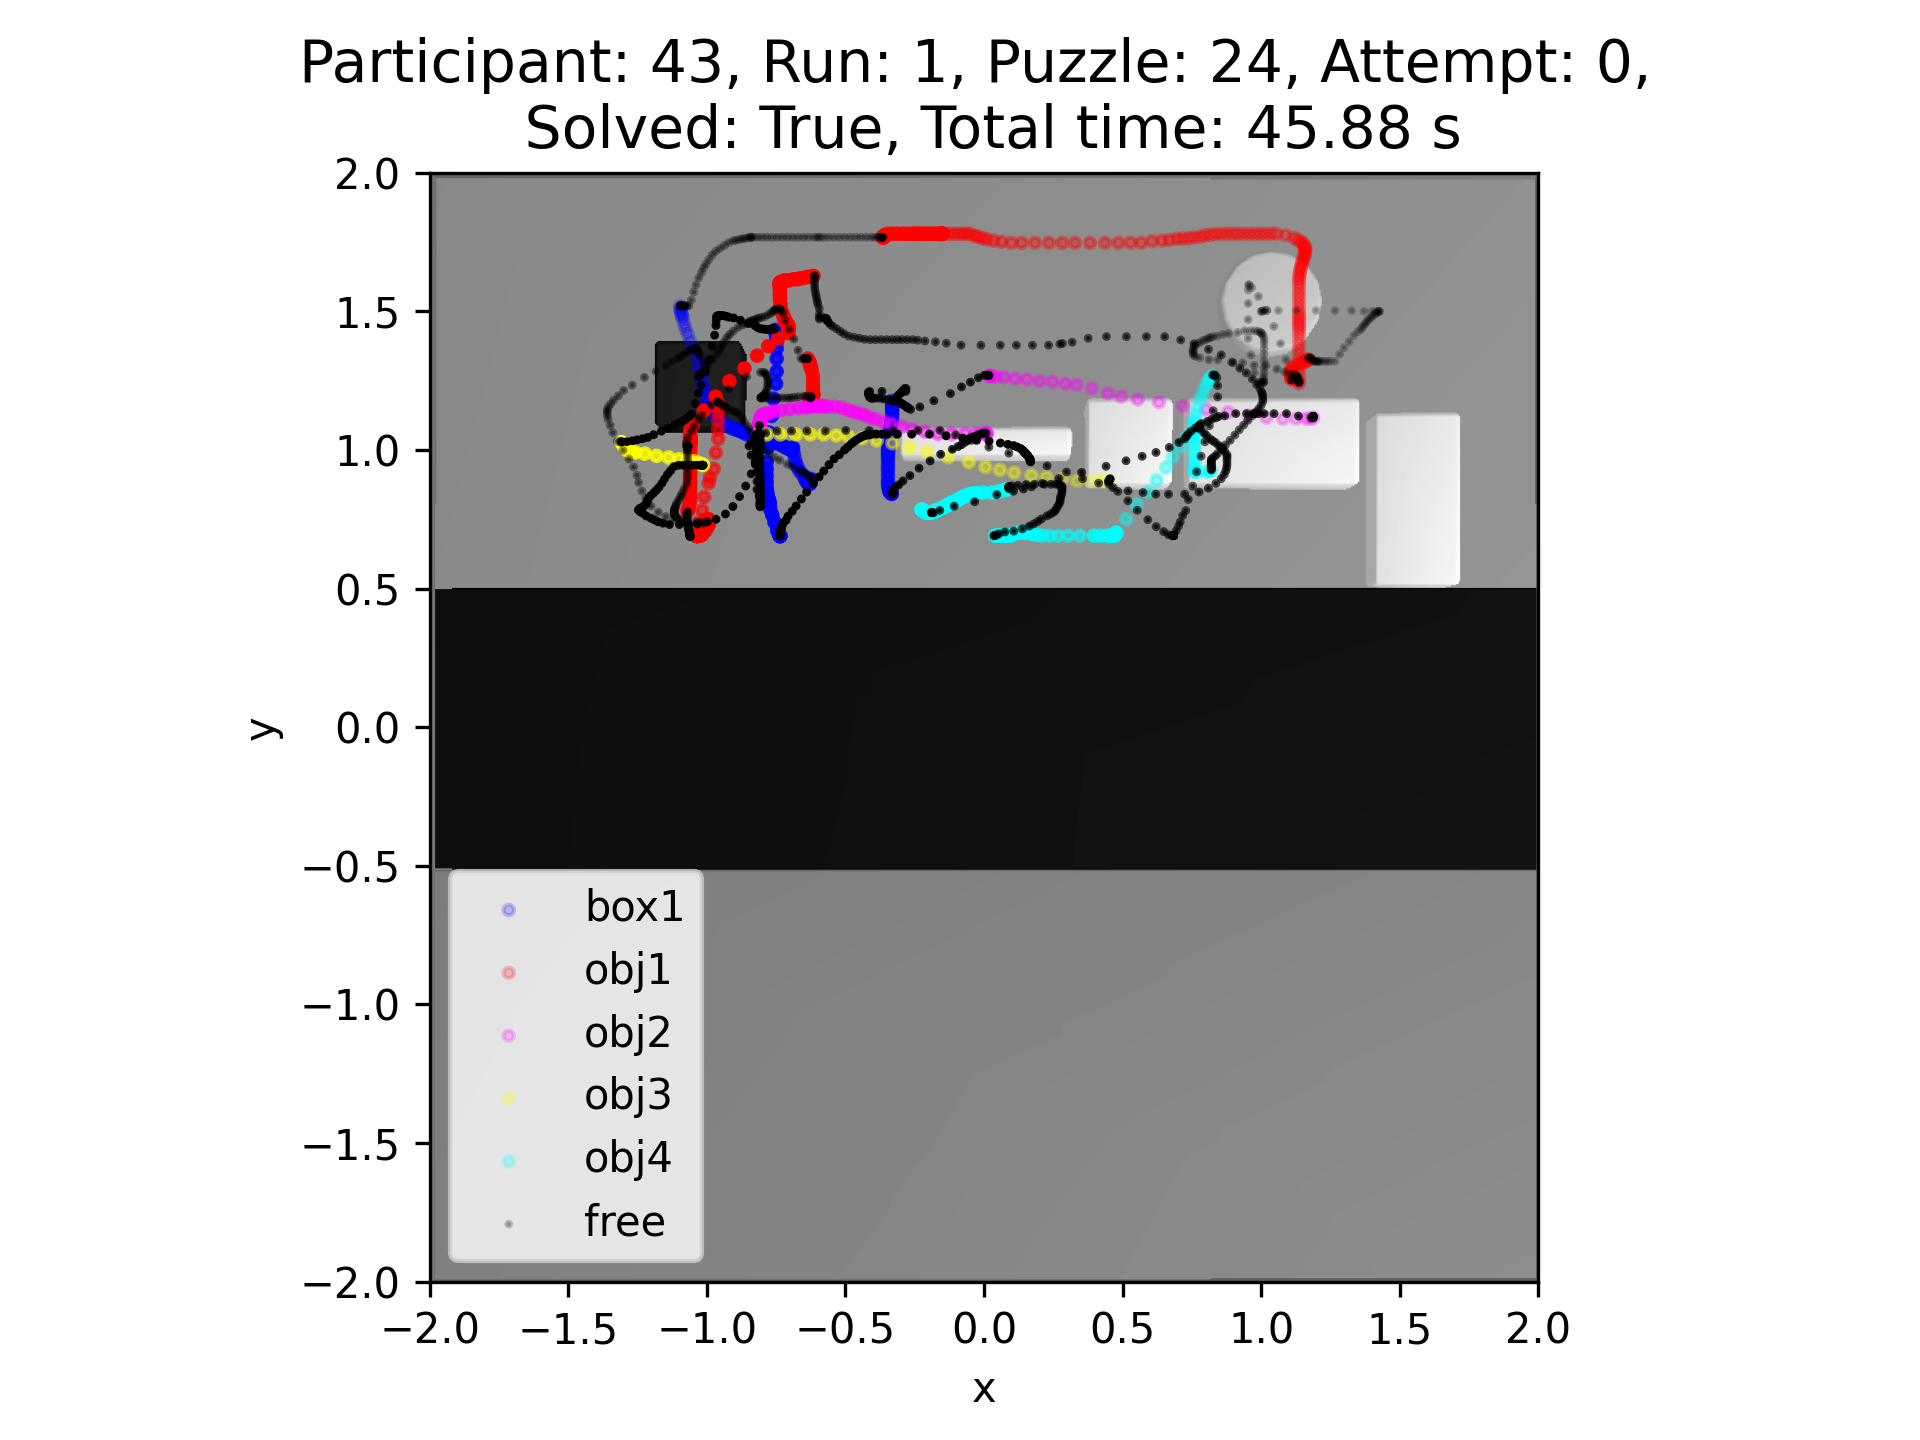 Participant: 43, Run: 1, Puzzle: 24, Attempt: 0,
Solved: True, Total time: 45.88 s
2.0
1.5
1.0
0.5
0.0
−0.5
−1.0
−1.5
−2.0
y
box1
obj1
obj2
obj3
obj4
free
−2.0 −1.5 −1.0 −0.5 0.0 0.5 1.0 1.5 2.0
x